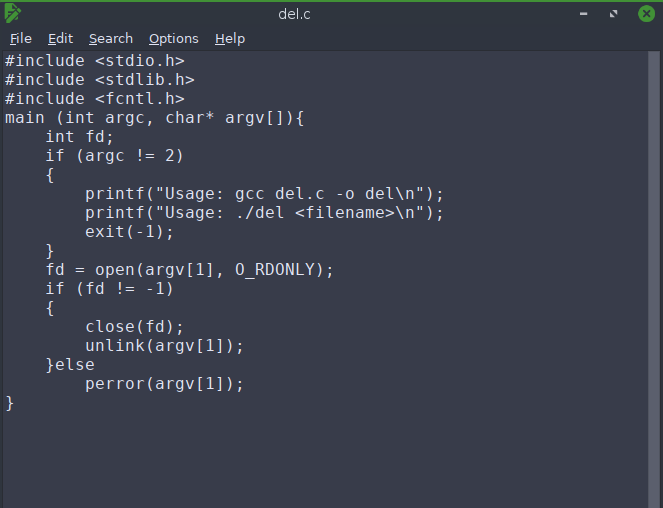 del.c
File Edit Search Options Help
#include <stdio.h>
#include <stdlib.h>
#include <fcntl.h>
main (int argc, char* argv[]){
    int fd;
    if (argc != 2)
    {
        printf("Usage: gcc del.c -o del\n");
        printf("Usage: ./del <filename>\n");
        exit(-1);
    }
    fd = open(argv[1], O_RDONLY);
    if (fd != -1)
    {
        close(fd);
        unlink(argv[1]);
    }else
        perror(argv[1]);
}